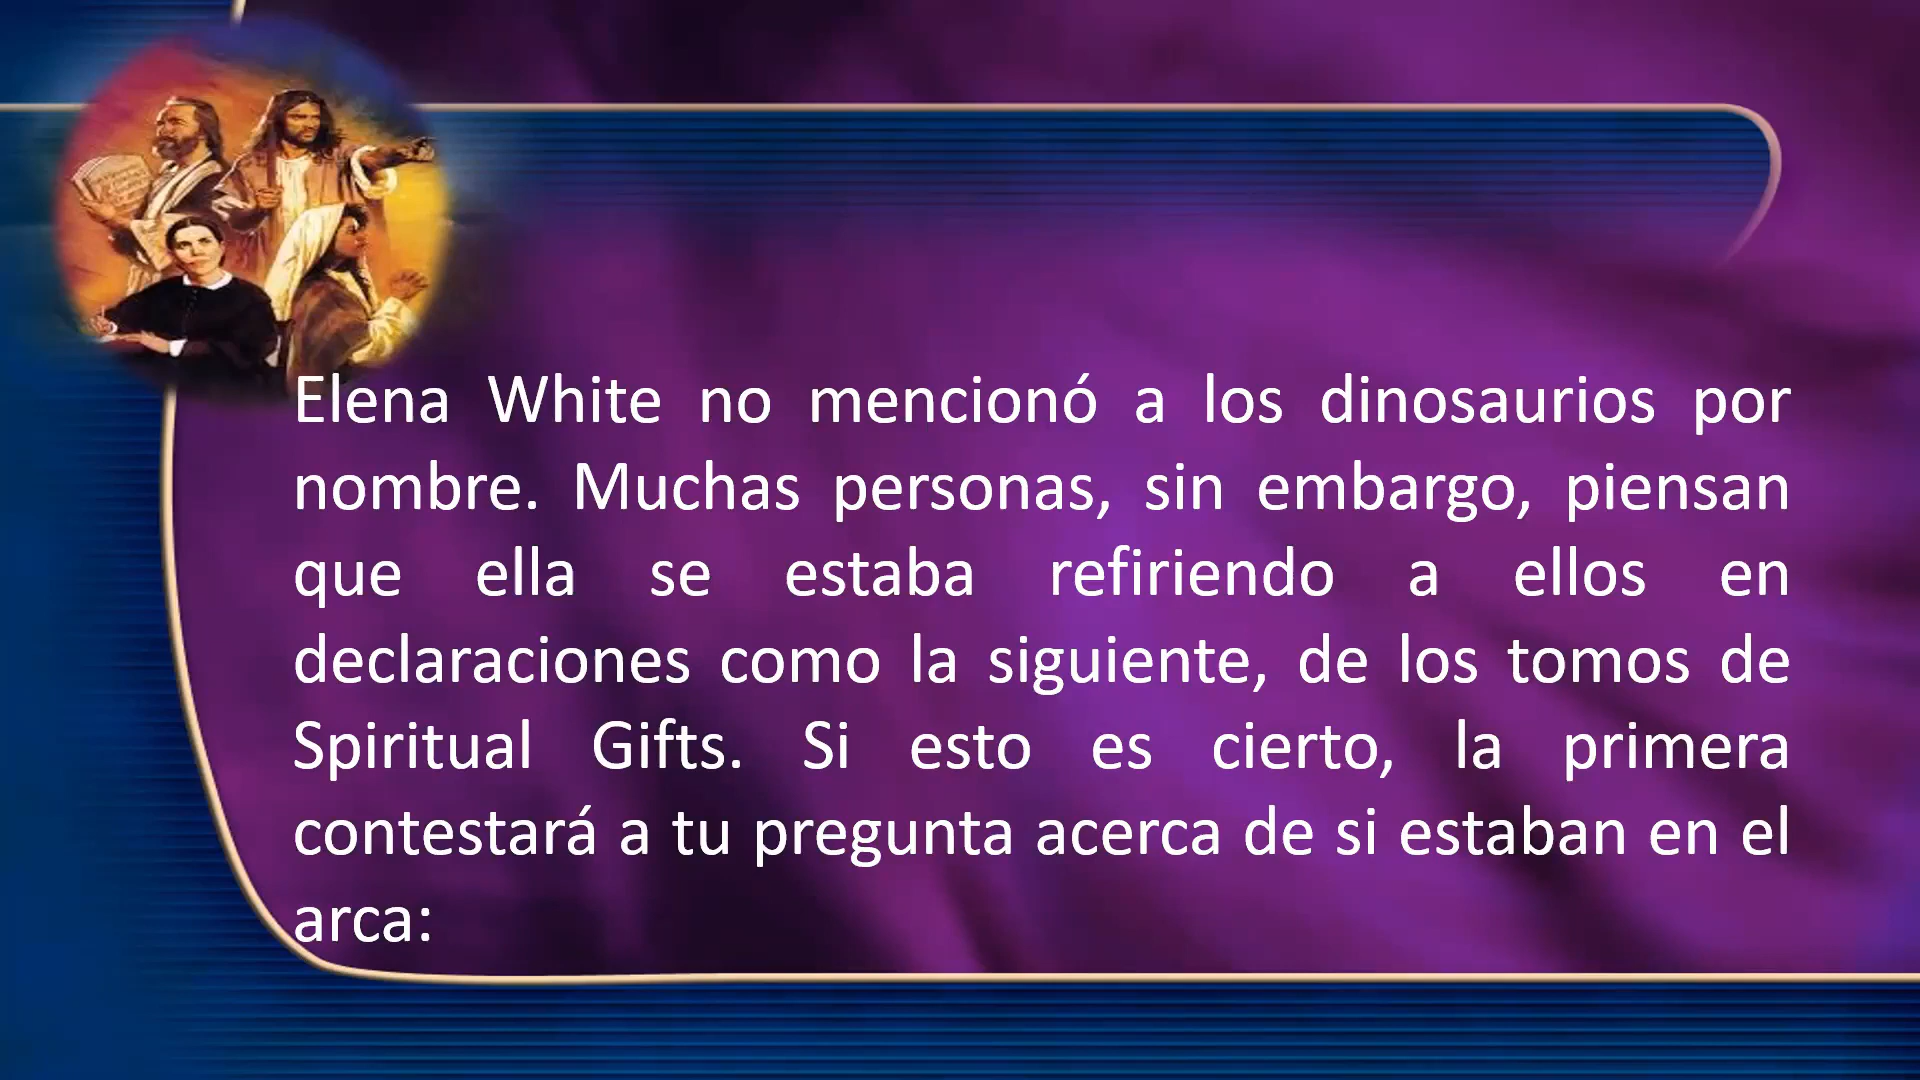 Elena White no mencionó a los dinosaurios por
nombre. Muchas personas, sin embargo, piensan
que ella se estaba refiriendo a ellos en
declaraciones como la siguiente, de los tomos de
Spiritual Gifts. Si esto es cierto, la primera
contestará a tu pregunta acerca de si estaban en el
arca: